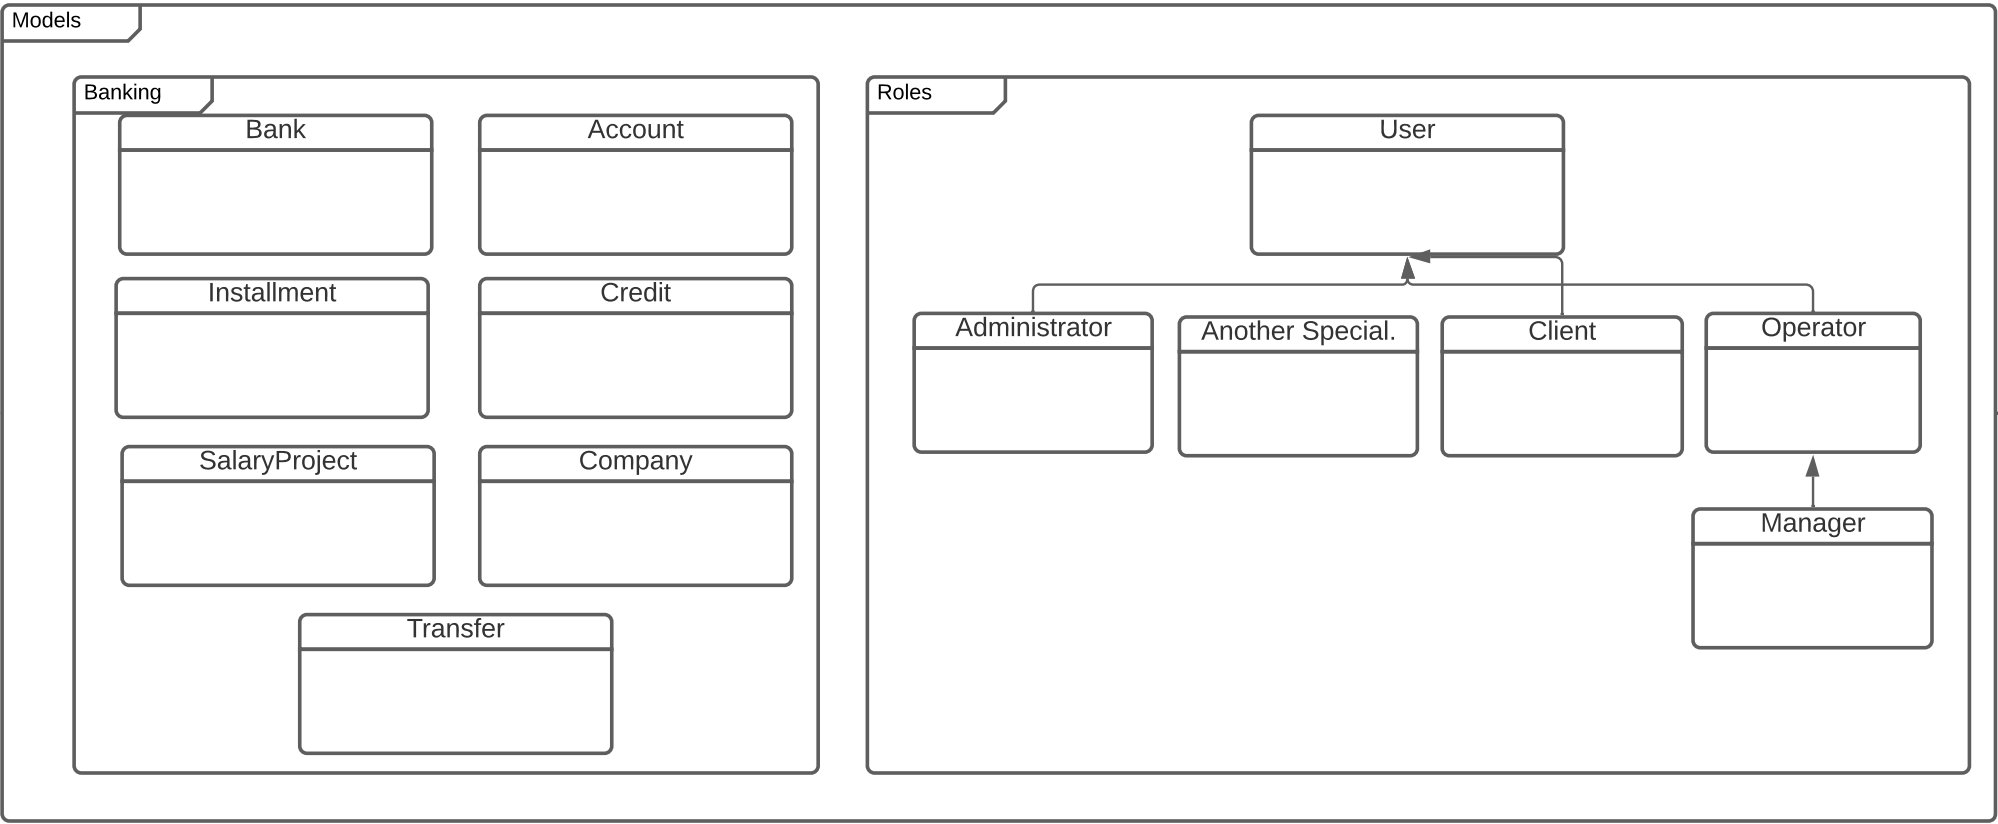 Models
Banking
Bank
Account
Installment
Credit
SalaryProject
Company
Transfer
Roles
User
Administrator
Another Special.
Client
Operator
Manager